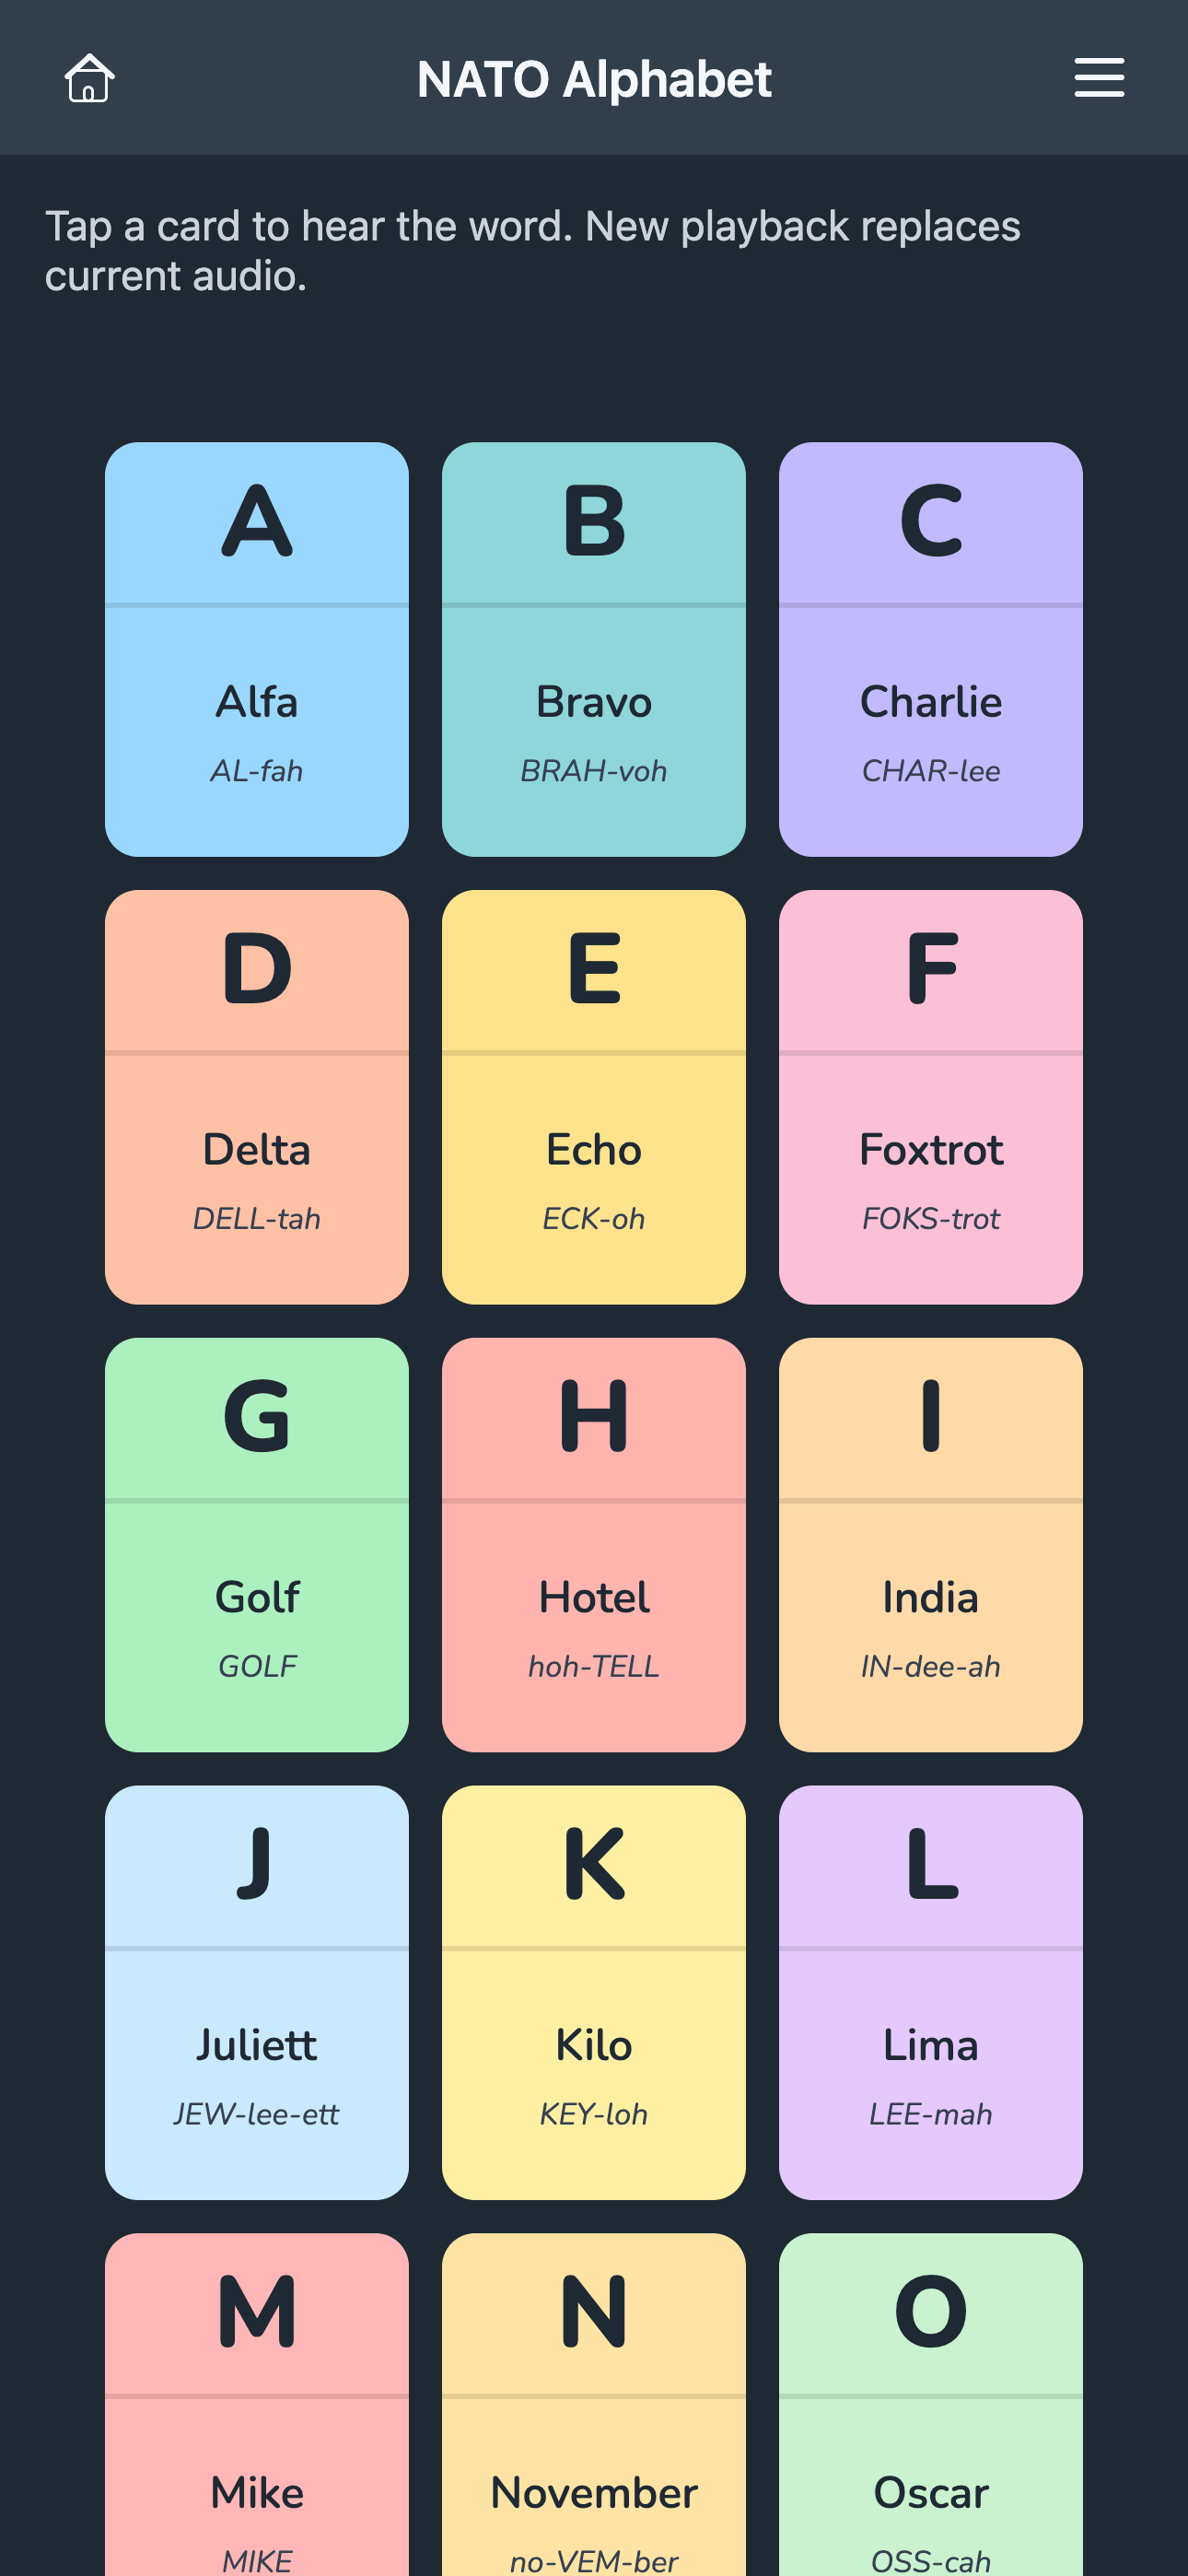 NATO Alphabet
Tap a card to hear the word. New playback replaces
current audio.
A
B
C
Alfa
Bravo
Charlie
AL-fah
BRAH-voh
CHAR-lee
D
E
F
Delta
Echo
Foxtrot
DELL-tah
ECK-oh
FOKS-trot
G
H
I
Golf
Hotel
India
GOLF
hoh-TELL
IN-dee-ah
J
K
L
Juliett
Kilo
Lima
JEW-lee-ett
KEY-loh
LEE-mah
M
N
O
Mike
November
Oscar
MIKE
no-VEM-ber
OSS-cah